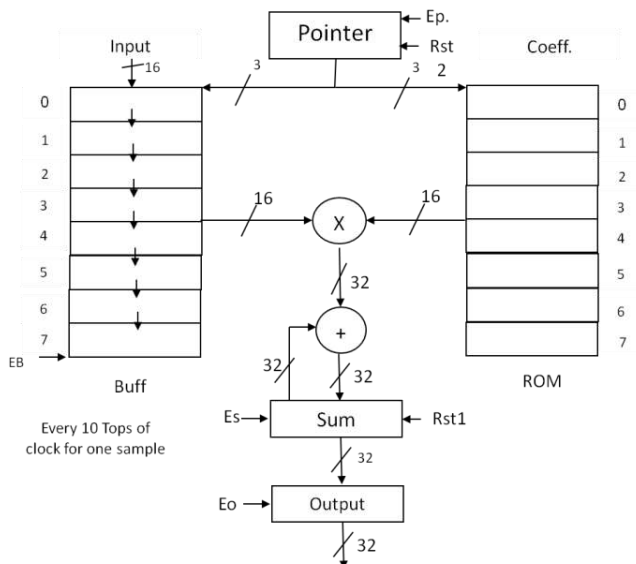 Pointer
Ep.
Rst
Input
16
3
3
2
Coeff.
0
1
2
3
4
5
6
7
0
1
2
3
4
5
6
7
16
X
16
32
+
32
32
EB
Buff
ROM
Es
Sum
Rst1
32
Every 10 Tops of
clock for one sample
Eo
Output
32